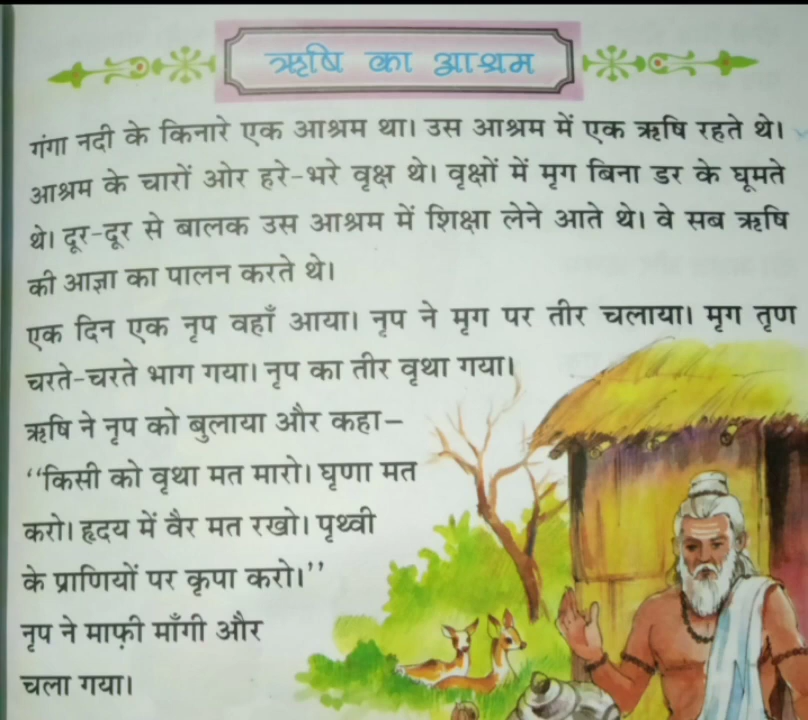 ऋषि का आश्रम
गंगा नदी के किनारे एक आश्रम था। उस आश्रम में एक ऋषि रहते थे।
आश्रम के चारों ओर हरे-भरे वृक्ष थे। वृक्षों में मृग बिना डर के घूमते
थे। दूर-दूर से बालक उस आश्रम में शिक्षा लेने आते थे। वे सब ऋषि
की आज्ञा का पालन करते थे।
एक दिन एक नृप वहाँ आया। नृप ने मृग पर तीर चलाया। मृग तृण
चरते-चरते भाग गया। नृप का तीर वृथा गया।
ऋषि ने नृप को बुलाया और कहा–
‘‘किसी को वृथा मत मारो। घृणा मत
करो। हृदय में वैर मत रखो। पृथ्वी
के प्राणियों पर कृपा करो।’’
नृप ने माफ़ी माँगी और
चला गया।